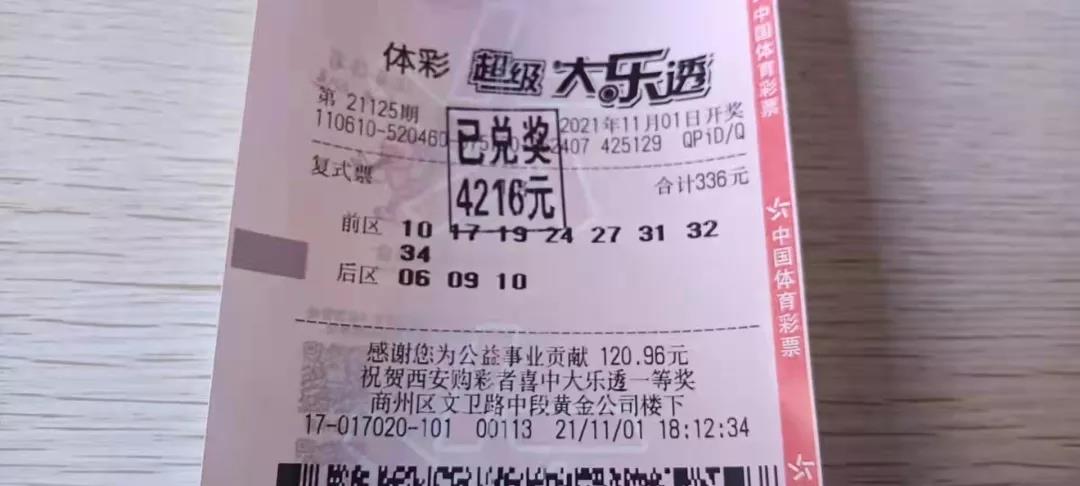 体彩 超级大乐透
第 21125期 2021年11月01日开奖
110610-520460 2407 425129 QPiD/Q
已兑奖
4216元
复式票 合计336元
前区 10 17 19 24 27 31 32
34
后区 06 09 10
感谢您为公益事业贡献 120.96元
祝贺西安购彩者喜中大乐透一等奖
商州区文卫路中段黄金公司楼下
17-017020-101 00113 21/11/01 18:12:34
中国体育彩票
中国体育彩票